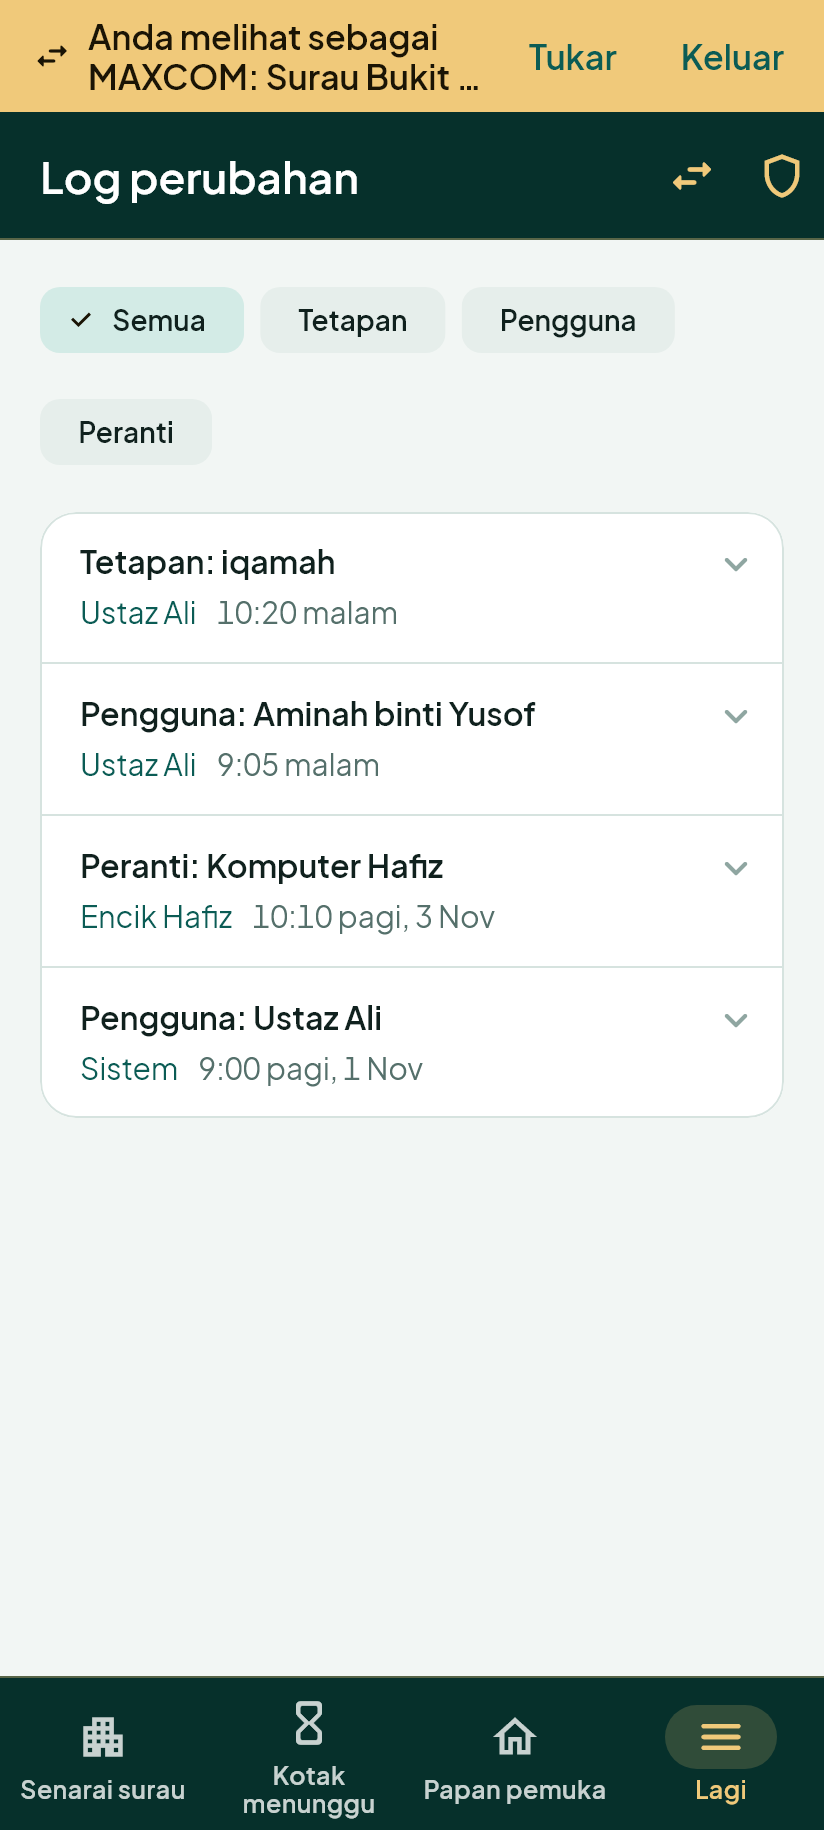 Anda melihat sebagai
MAXCOM: Surau Bukit ...
Tukar
Keluar
Log perubahan
Semua
Tetapan
Pengguna
Peranti
Tetapan: iqamah
Ustaz Ali 10:20 malam
Pengguna: Aminah binti Yusof
Ustaz Ali 9:05 malam
Peranti: Komputer Hafiz
Encik Hafiz 10:10 pagi, 3 Nov
Pengguna: Ustaz Ali
Sistem 9:00 pagi, 1 Nov
Senarai surau
Kotak
menunggu
Papan pemuka
Lagi